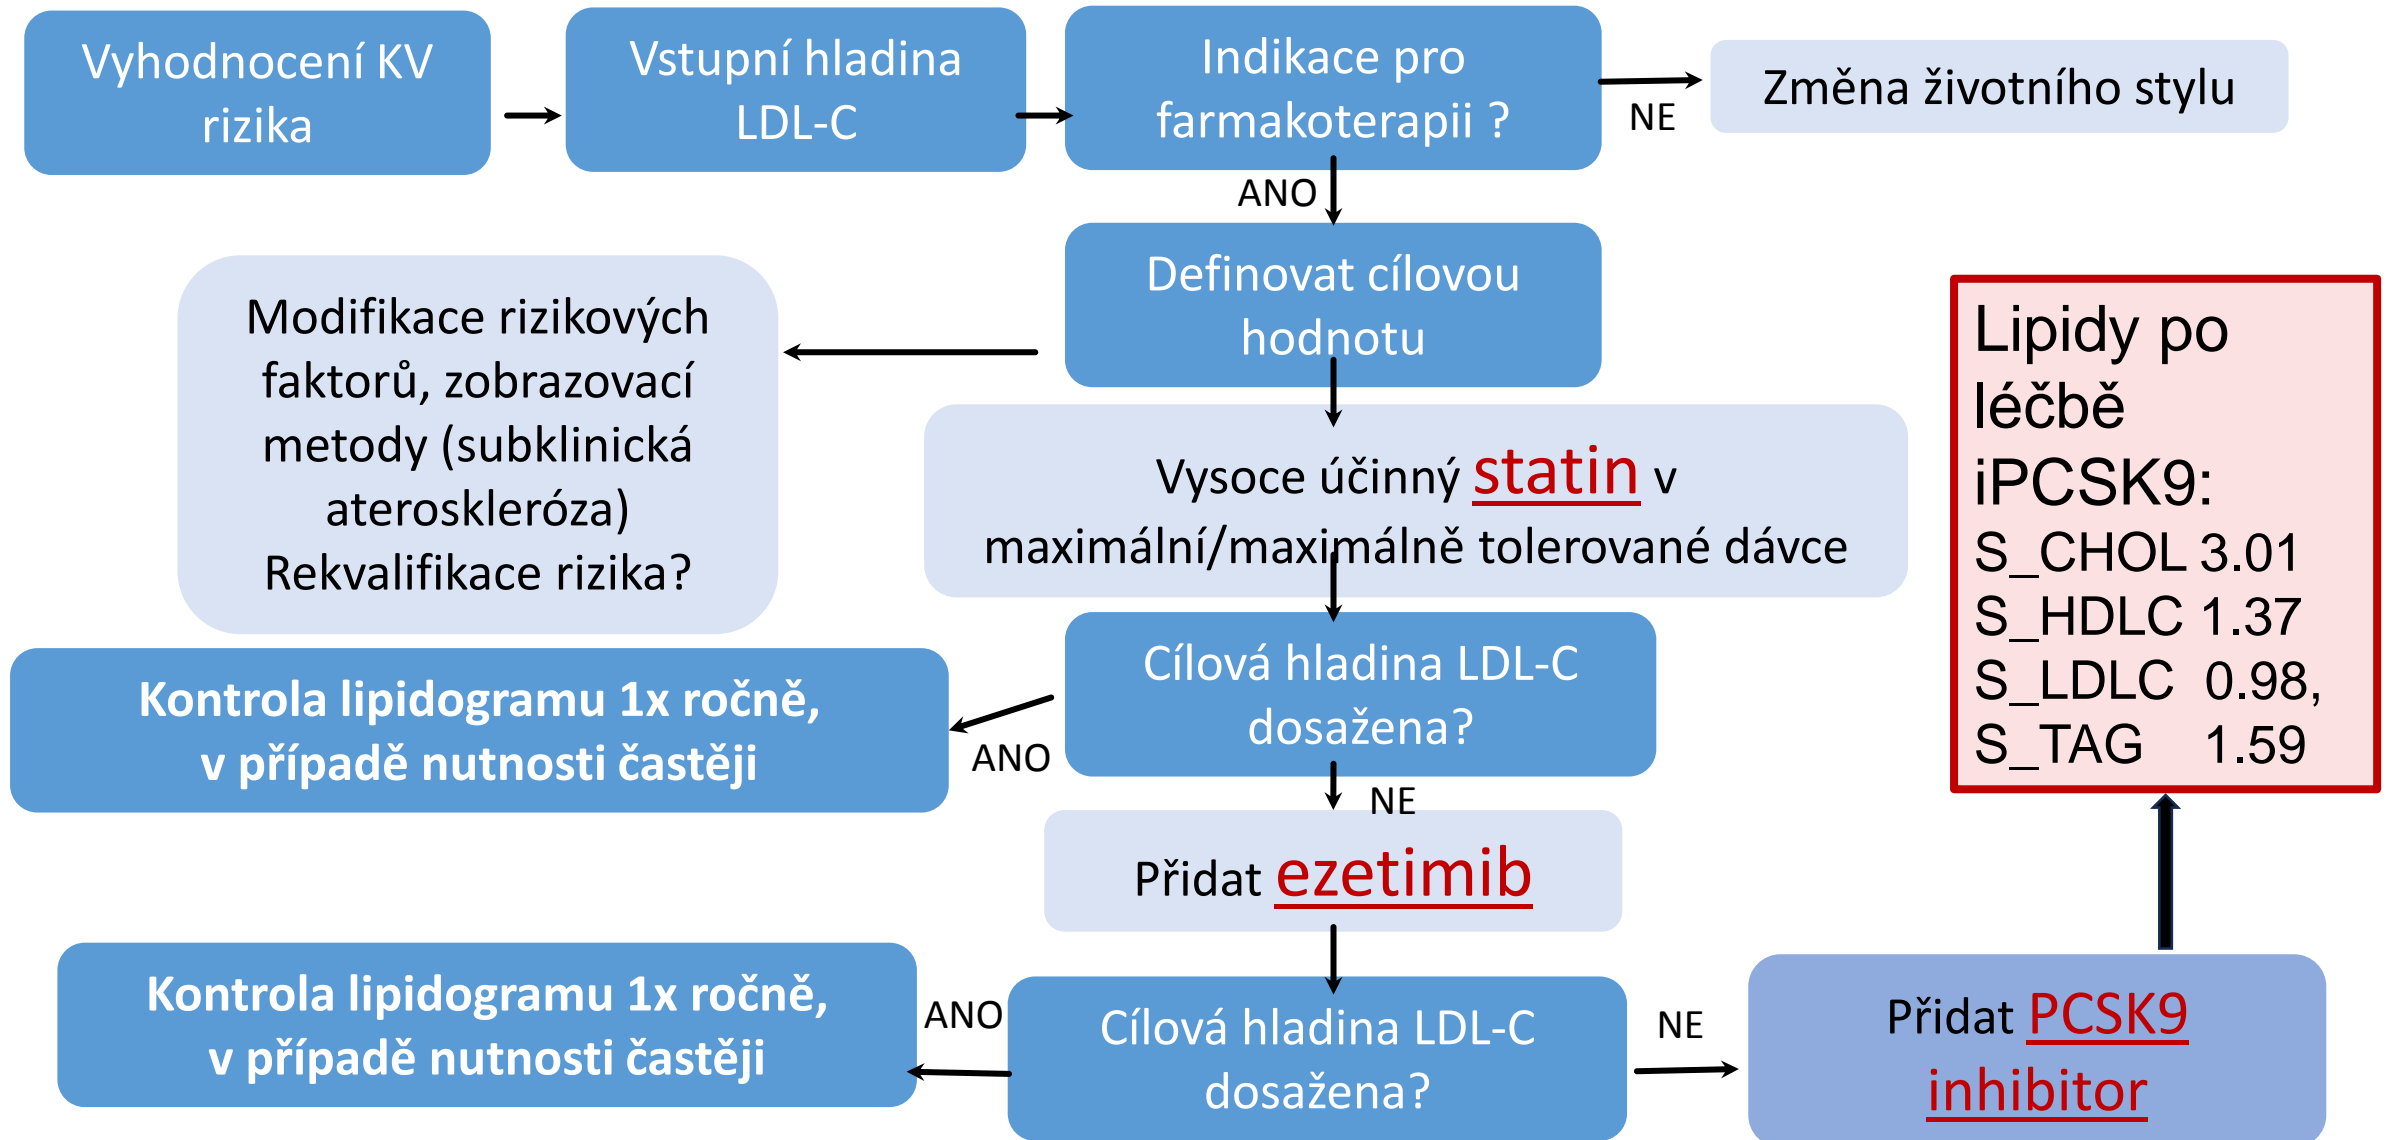 Vyhodnocení KV
rizika
Vstupní hladina
LDL-C
Indikace pro
farmakoterapii ?
NE
Změna životního stylu
ANO
Definovat cílovou
hodnotu
Modifikace rizikových
faktorů, zobrazovací
metody (subklinická
ateroskleróza)
Rekvalifikace rizika?
Vysoce účinný statin v
maximální/maximálně tolerované dávce
Cílová hladina LDL-C
dosažena?
ANO
Kontrola lipidogramu 1x ročně,
v případě nutnosti častěji
NE
Přidat ezetimib
Cílová hladina LDL-C
dosažena?
ANO
Kontrola lipidogramu 1x ročně,
v případě nutnosti častěji
NE
Přidat PCSK9
inhibitor
Lipidy po
léčbě
iPCSK9:
S_CHOL 3.01
S_HDLC 1.37
S_LDLC 0.98,
S_TAG 1.59